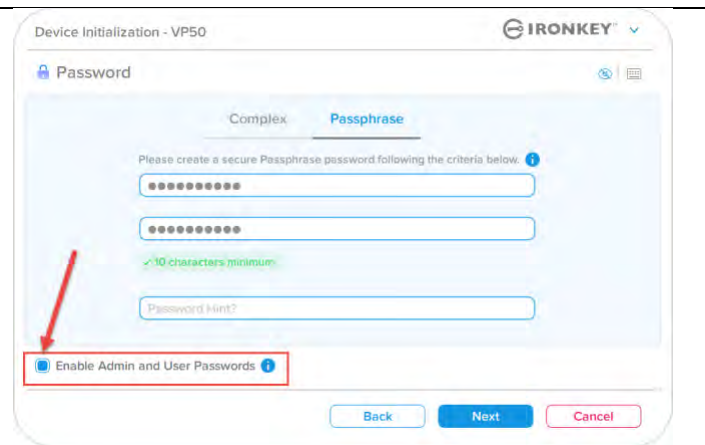 Device Initialization - VP50
IRONKEY™
Password
Complex Passphrase
Please create a secure Passphrase password following the criteria below.
10 characters minimum
Password Hint?
Enable Admin and User Passwords
Back Next Cancel